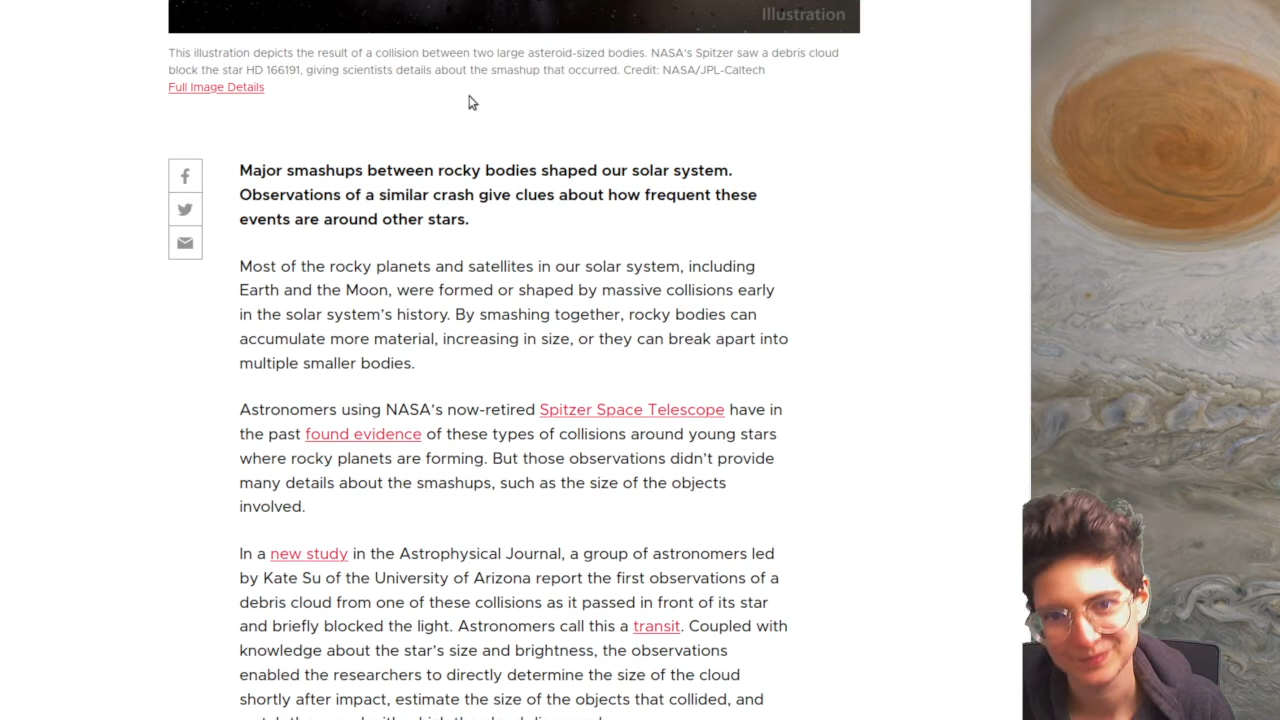 Illustration
This illustration depicts the result of a collision between two large asteroid-sized bodies. NASA's Spitzer saw a debris cloud
block the star HD 166191, giving scientists details about the smashup that occurred. Credit: NASA/JPL-Caltech
Full Image Details
Major smashups between rocky bodies shaped our solar system.
Observations of a similar crash give clues about how frequent these
events are around other stars.
Most of the rocky planets and satellites in our solar system, including
Earth and the Moon, were formed or shaped by massive collisions early
in the solar system's history. By smashing together, rocky bodies can
accumulate more material, increasing in size, or they can break apart into
multiple smaller bodies.
Astronomers using NASA's now-retired Spitzer Space Telescope have in
the past found evidence of these types of collisions around young stars
where rocky planets are forming. But those observations didn't provide
many details about the smashups, such as the size of the objects
involved.
In a new study in the Astrophysical Journal, a group of astronomers led
by Kate Su of the University of Arizona report the first observations of a
debris cloud from one of these collisions as it passed in front of its star
and briefly blocked the light. Astronomers call this a transit. Coupled with
knowledge about the star's size and brightness, the observations
enabled the researchers to directly determine the size of the cloud
shortly after impact, estimate the size of the objects that collided, and